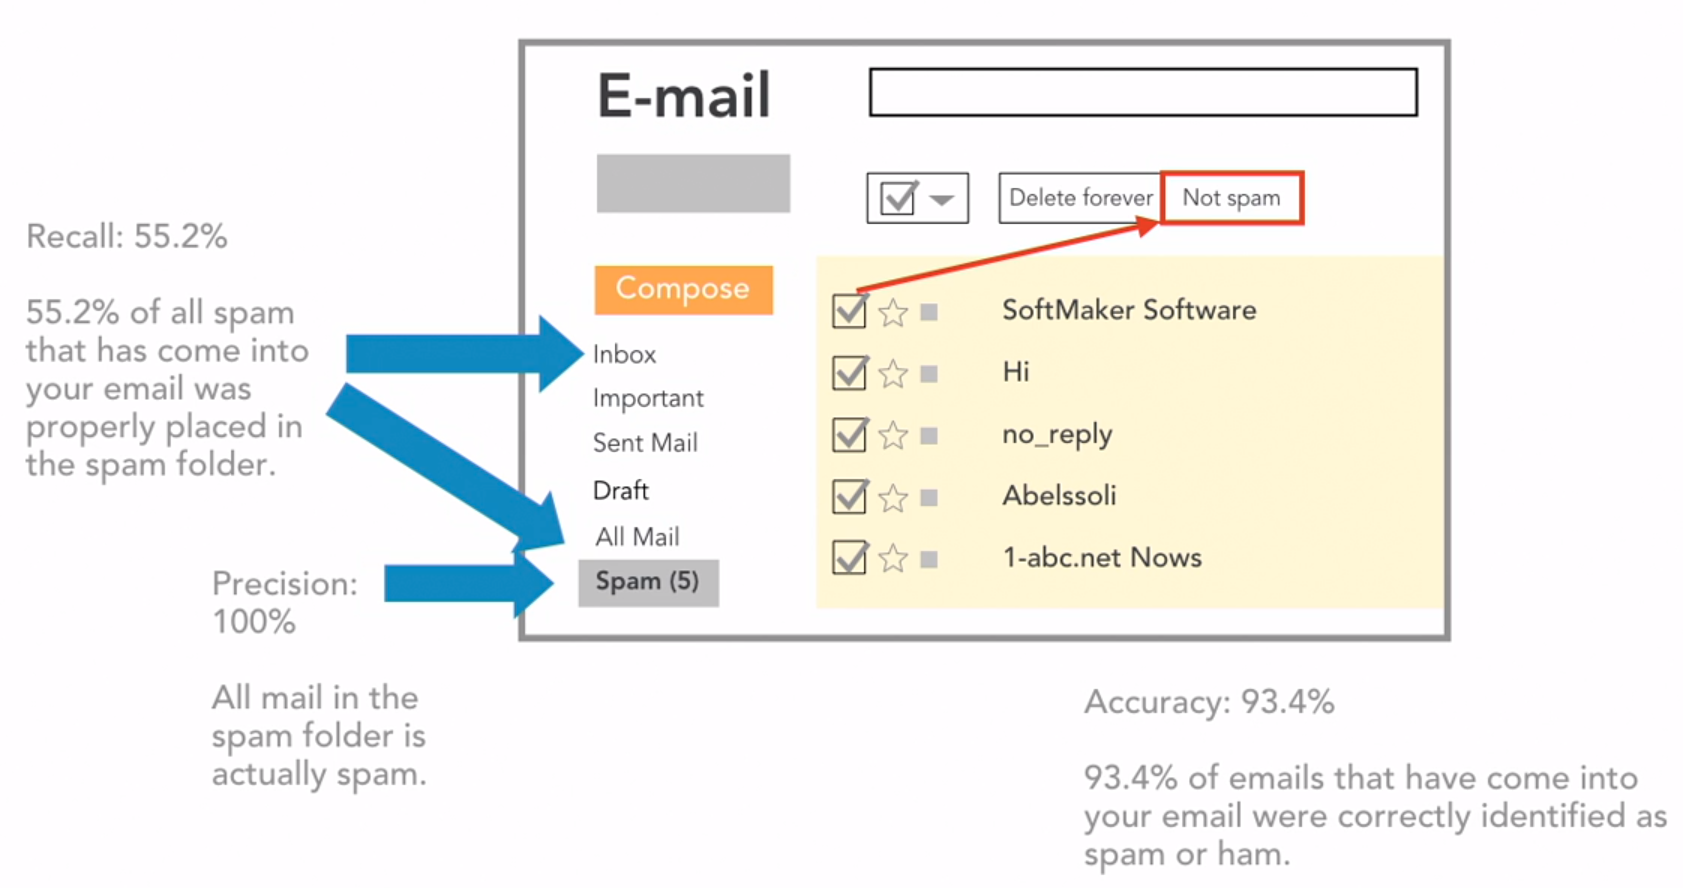 E-mail
Delete forever
Not spam
Recall: 55.2%
55.2% of all spam
that has come into
your email was
properly placed in
the spam folder.
Compose
Inbox
Important
Sent Mail
Draft
All Mail
Spam (5)
SoftMaker Software
Hi
no_reply
Abelssoli
1-abc.net Nows
Precision:
100%
All mail in the
spam folder is
actually spam.
Accuracy: 93.4%
93.4% of emails that have come into
your email were correctly identified as
spam or ham.